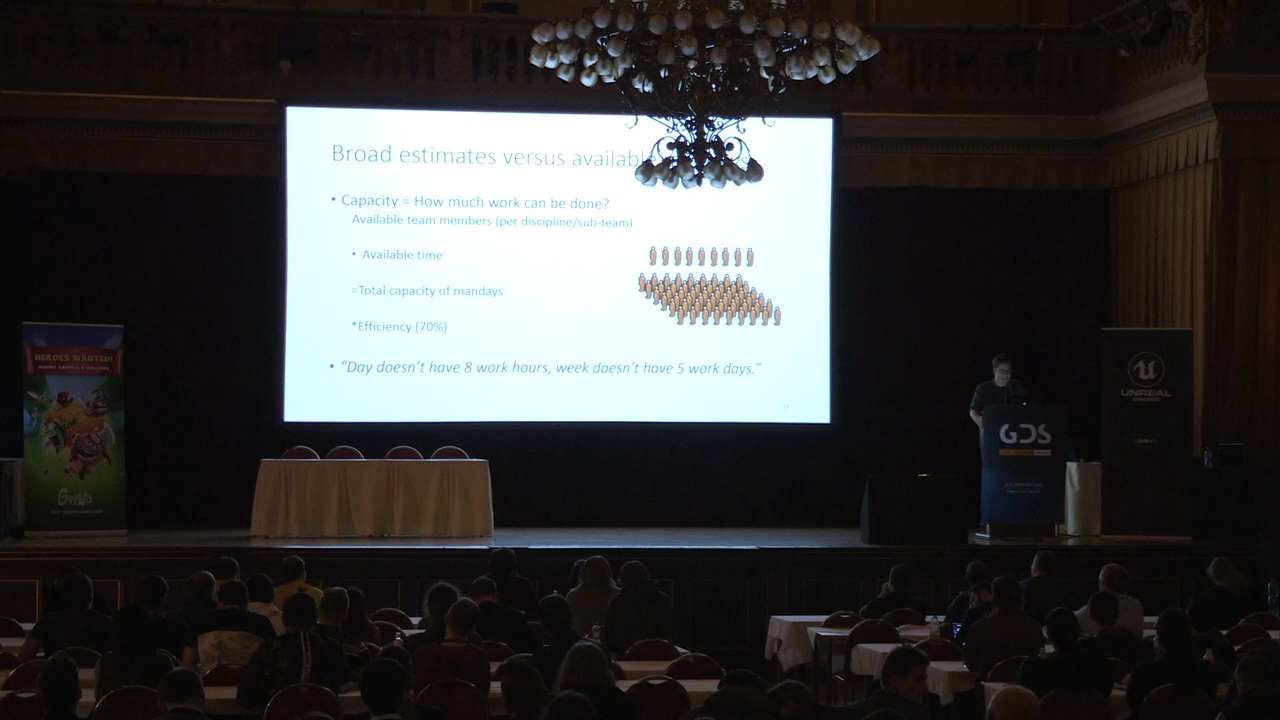 Broad estimates versus availabl
• Capacity = How much work can be done?
Available team members (per discipline/sub-team)
• Available time
=Total capacity of mandays
*Efficiency (70%)
• “Day doesn’t have 8 work hours, week doesn’t have 5 work days.”
HEROES WANTED!
GDS
UNREAL
ENGINE